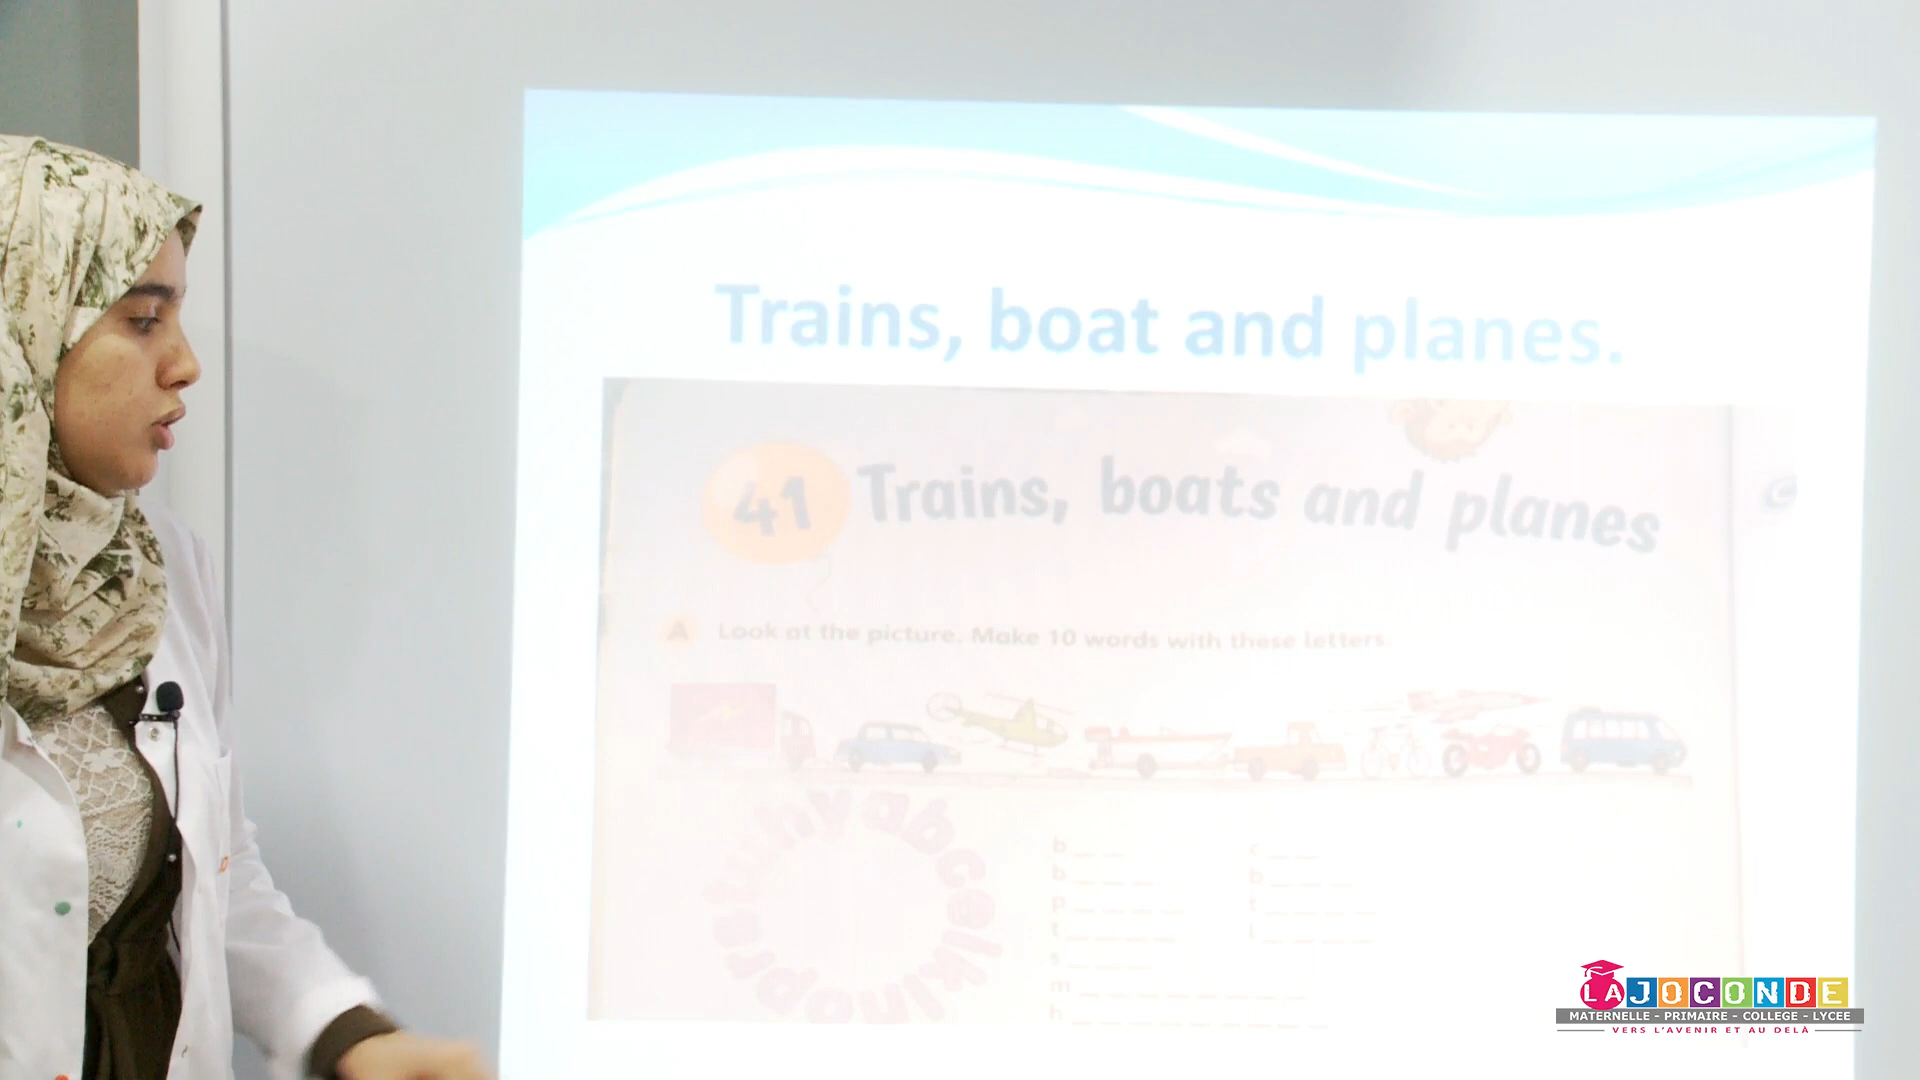 Trains, boat and planes.
41 Trains, boats and planes
A Look at the picture. Make 10 words with these letters.
y a b c e l k
b _ _ _ c _ _ _
b _ _ _ b _ _ _
p _ _ _ _ t _ _ _ _
t _ _ _ _
s _ _ _
m _ _ _ _ _ _ _ _
h _ _ _ _ _ _ _ _ _
LAJOCONDE
MATERNELLE - PRIMAIRE - COLLEGE - LYCEE
VERS L'AVENIR ET AU DELÀ